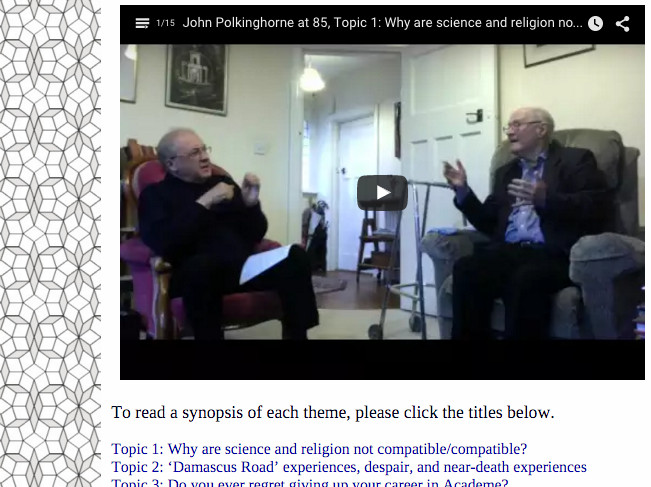 1/15 John Polkinghorne at 85, Topic 1: Why are science and religion no...
To read a synopsis of each theme, please click the titles below.
Topic 1: Why are science and religion not compatible/compatible?
Topic 2: ‘Damascus Road’ experiences, despair, and near-death experiences
Topic 3: Do you ever regret giving up your career in Academe?